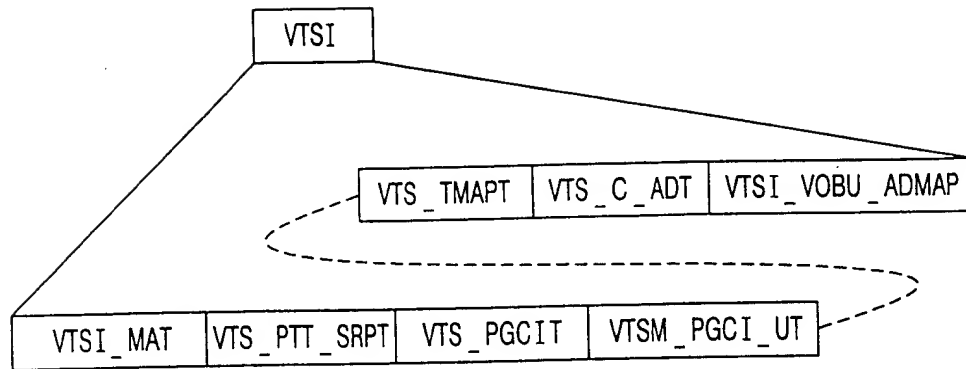 VTSI
VTS_TMAPT VTS_C_ADT VTSI_VOBU_ADMAP
VTSI_MAT VTS_PTT_SRPT VTS_PGCIT VTSM_PGCI_UT